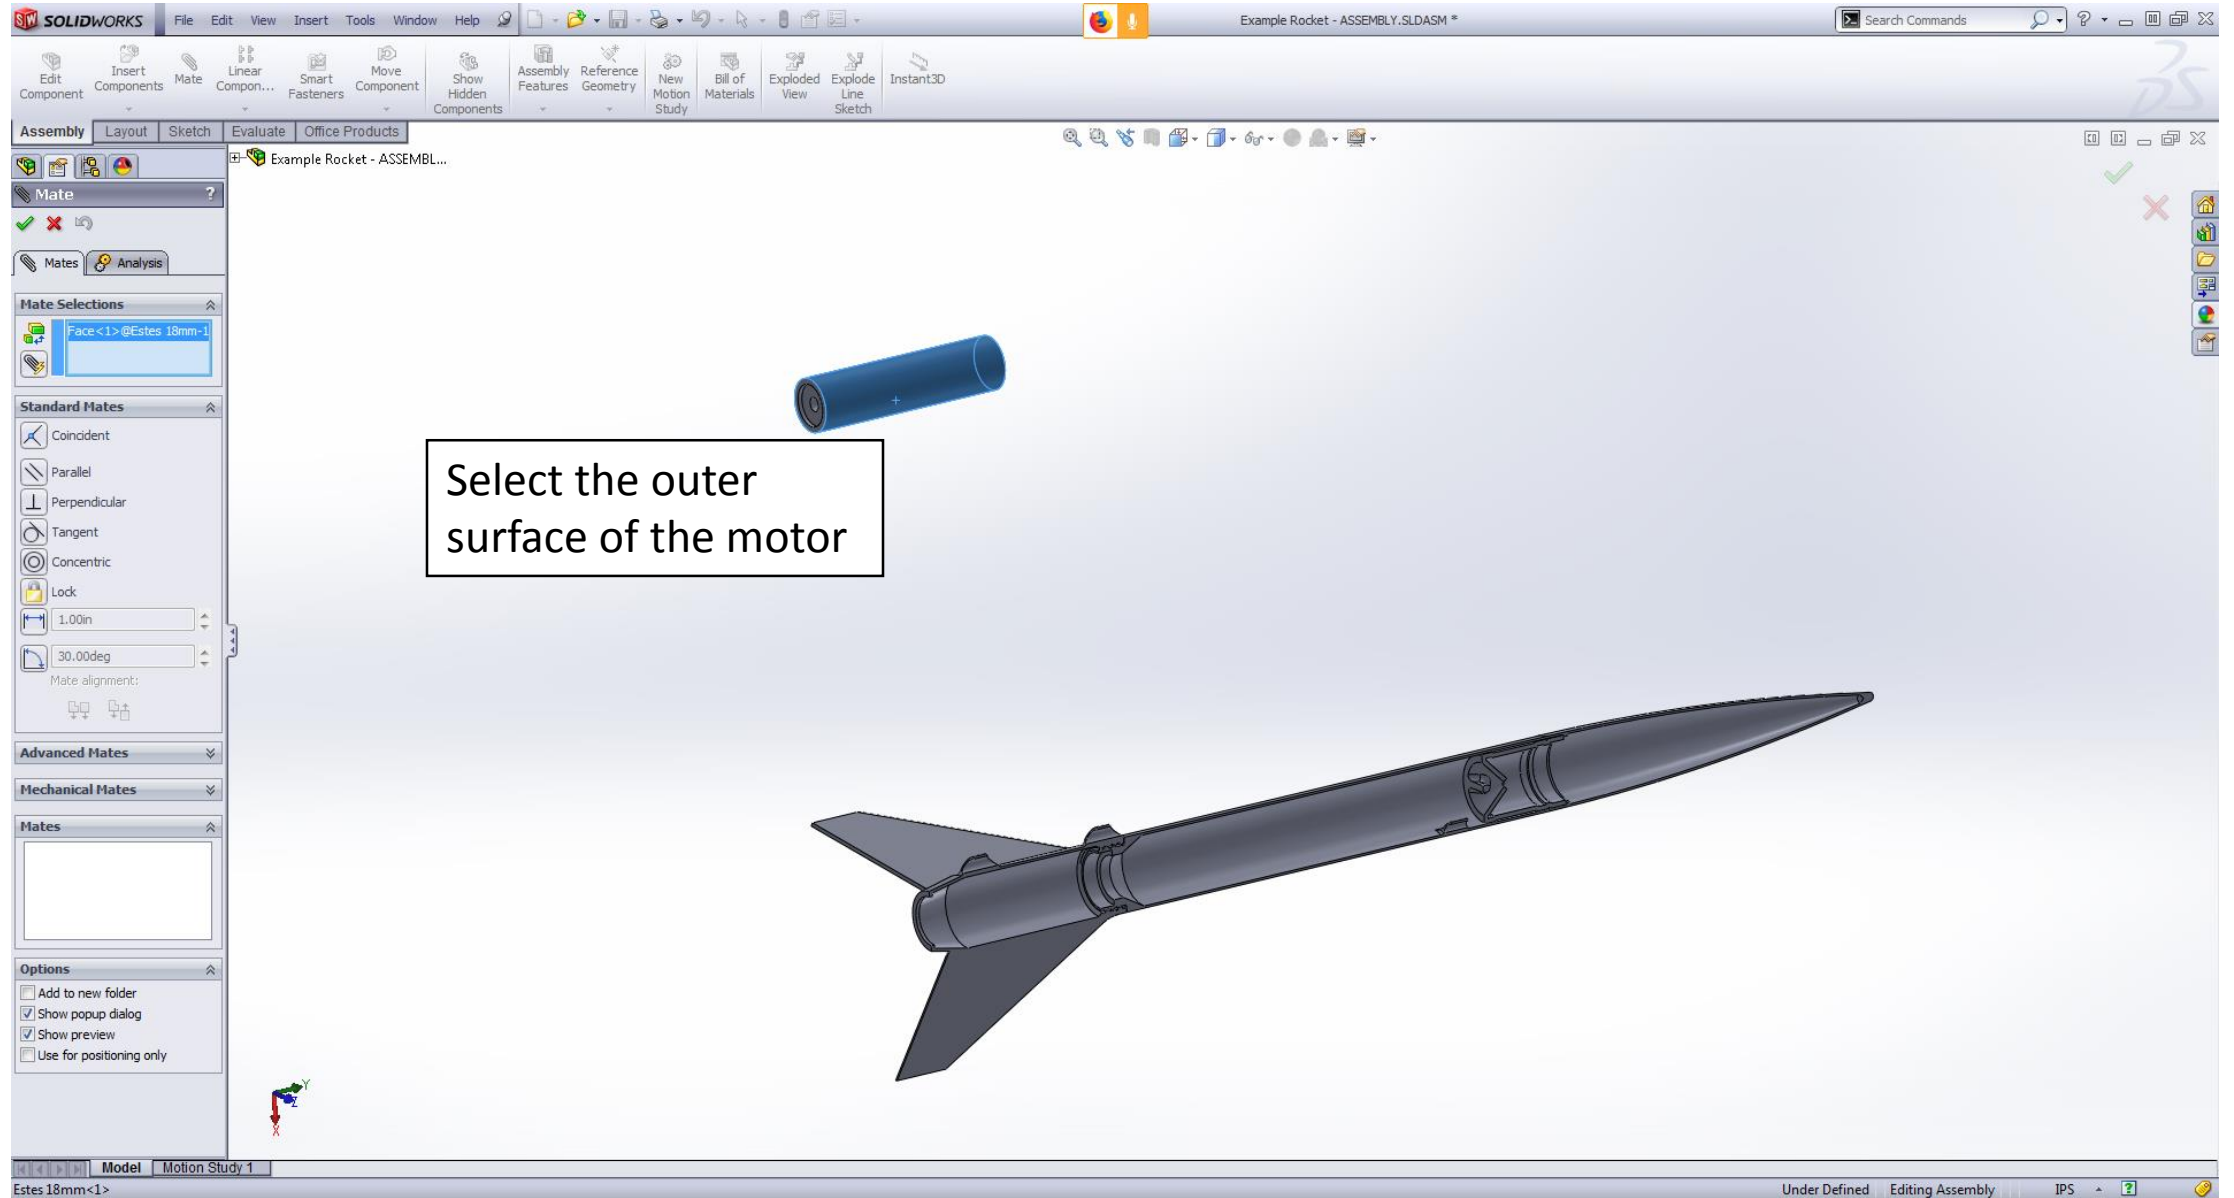 SOLIDWORKS File Edit View Insert Tools Window Help
Example Rocket - ASSEMBLY.SLDASM *
Search Commands
Edit Component
Insert Components
Mate
Linear Compon...
Smart Fasteners
Move Component
Show Hidden Components
Assembly Features
Reference Geometry
New Motion Study
Bill of Materials
Exploded View
Explode Line Sketch
Instant3D
Assembly Layout Sketch Evaluate Office Products
Example Rocket - ASSEMBL...
Mate ?
Mates Analysis
Mate Selections
Face<1>@Estes 18mm-1
Standard Mates
Coincident
Parallel
Perpendicular
Tangent
Concentric
Lock
1.00in
30.00deg
Mate alignment:
Advanced Mates
Mechanical Mates
Mates
Options
Add to new folder
Show popup dialog
Show preview
Use for positioning only
Select the outer
surface of the motor
Y
Z
X
Model Motion Study 1
Estes 18mm<1>
Under Defined Editing Assembly IPS